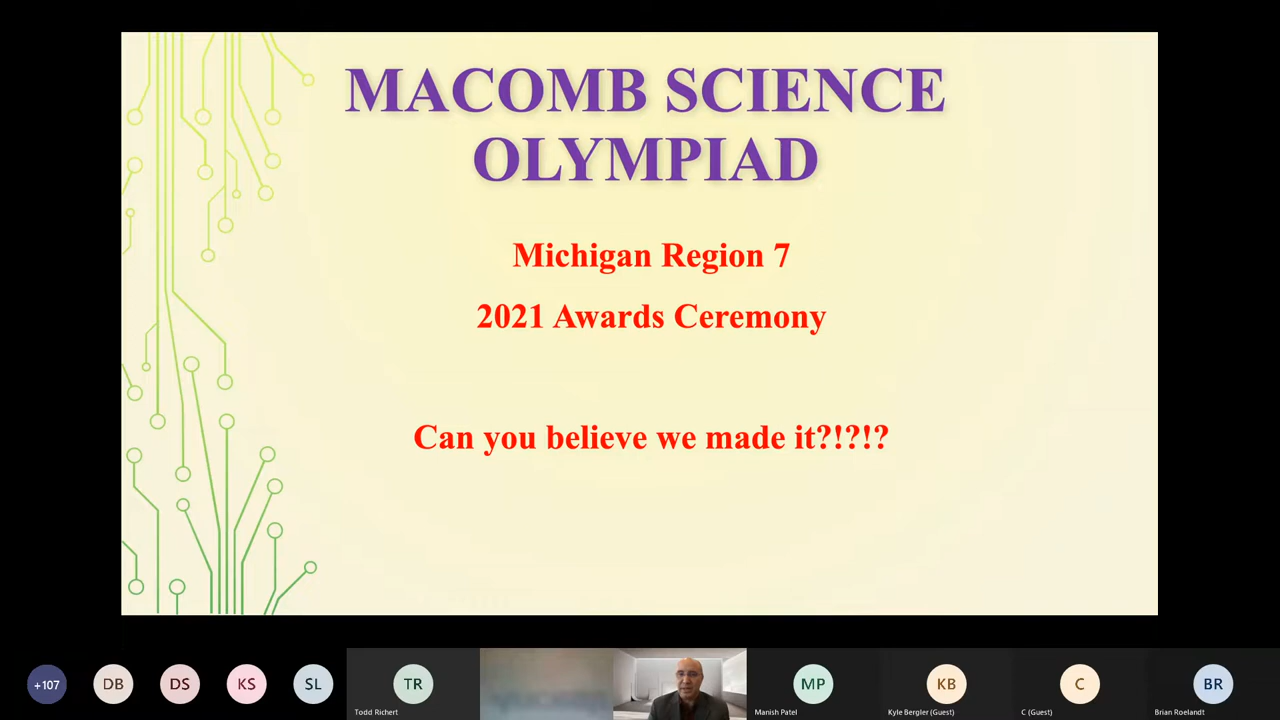 MACOMB SCIENCE
OLYMPIAD
Michigan Region 7
2021 Awards Ceremony
Can you believe we made it?!?!?
+107
DB
DS
KS
SL
TR
MP
KB
C
BR
Todd Richert
Manish Patel
Kyle Bergler (Guest)
C (Guest)
Brian Roelandt